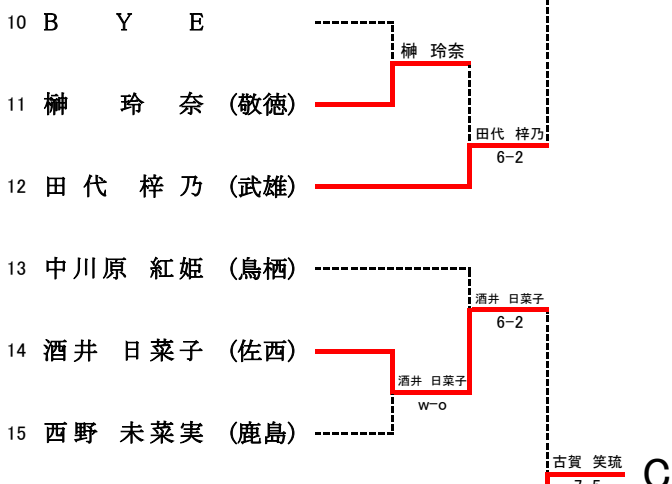 10 B Y E
榊 玲奈
11 榊 玲 奈 (敬徳)
田代 梓乃
6-2
12 田代 梓乃 (武雄)
13 中川原 紅姫 (鳥栖)
酒井 日菜子
6-2
14 酒井 日菜子 (佐西)
酒井 日菜子
w-o
15 西野 未菜実 (鹿島)
古賀 笑琉
C
7-5